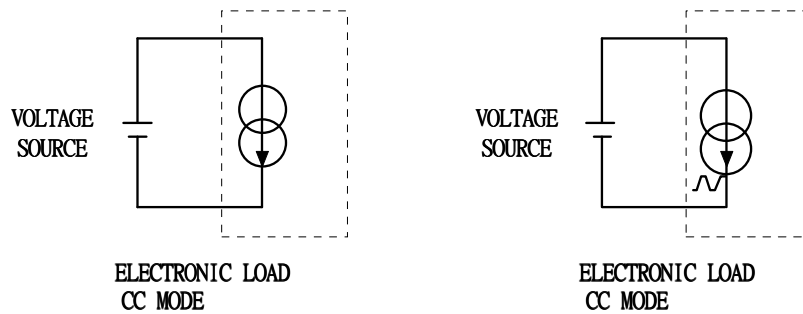 VOLTAGE
SOURCE
ELECTRONIC LOAD
CC MODE
VOLTAGE
SOURCE
ELECTRONIC LOAD
CC MODE